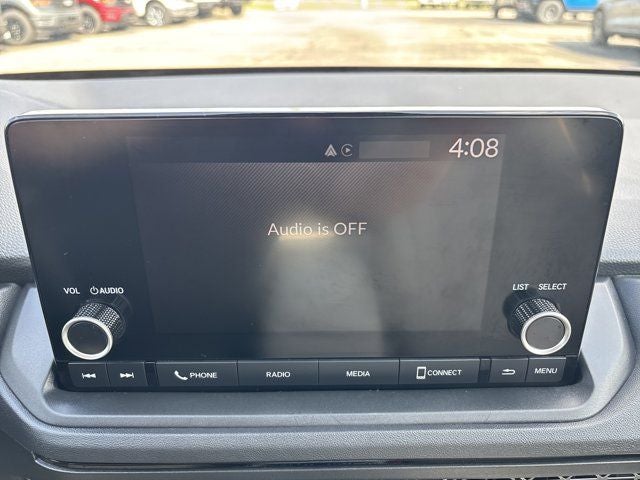 4:08
Audio is OFF
VOL AUDIO
LIST SELECT
PHONE RADIO MEDIA CONNECT MENU